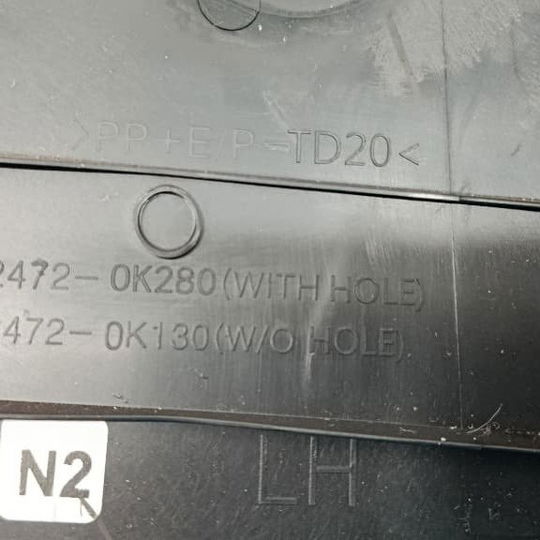 >PP+E/P-TD20<
2472-0K280(WITH HOLE)
472-0K130(W/O HOLE)
N2
LH